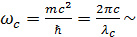 ω_c = mc²/ħ = 2πc/λ_c ~